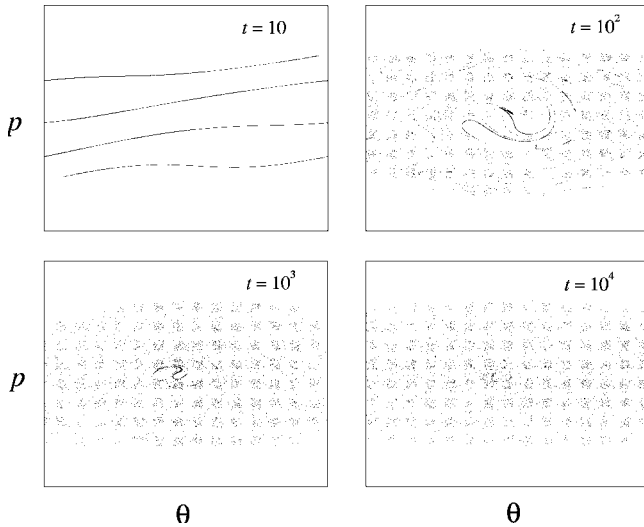 t = 10
t = 10²
p
t = 10³
t = 10⁴
p
θ
θ